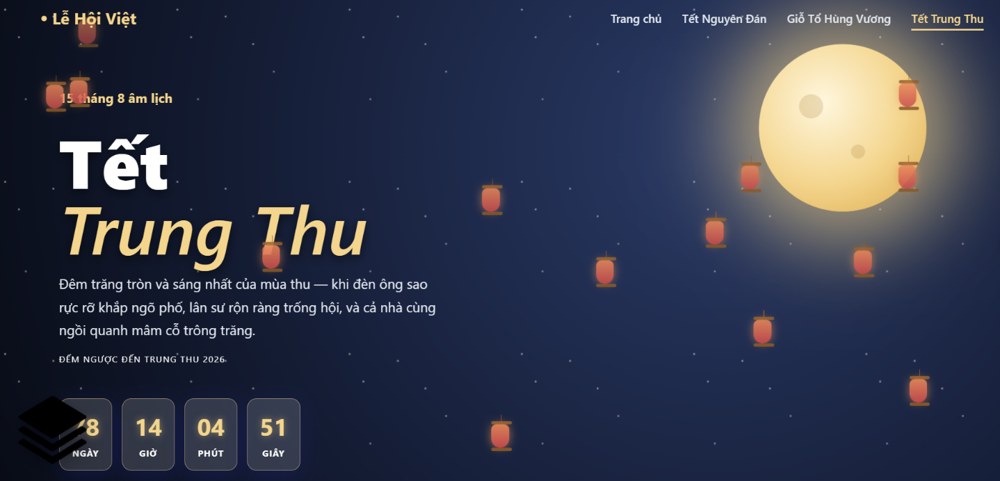 • Lễ Hội Việt
Trang chủ
Tết Nguyên Đán
Giỗ Tổ Hùng Vương
Tết Trung Thu
15 tháng 8 âm lịch
Tết
Trung Thu
Đêm trăng tròn và sáng nhất của mùa thu — khi đèn ông sao
rực rỡ khắp ngõ phố, lân sư rộn ràng trống hội, và cả nhà cùng
ngồi quanh mâm cỗ trông trăng.
ĐẾM NGƯỢC ĐẾN TRUNG THU 2026
14
04
51
NGÀY
GIỜ
PHÚT
GIÂY